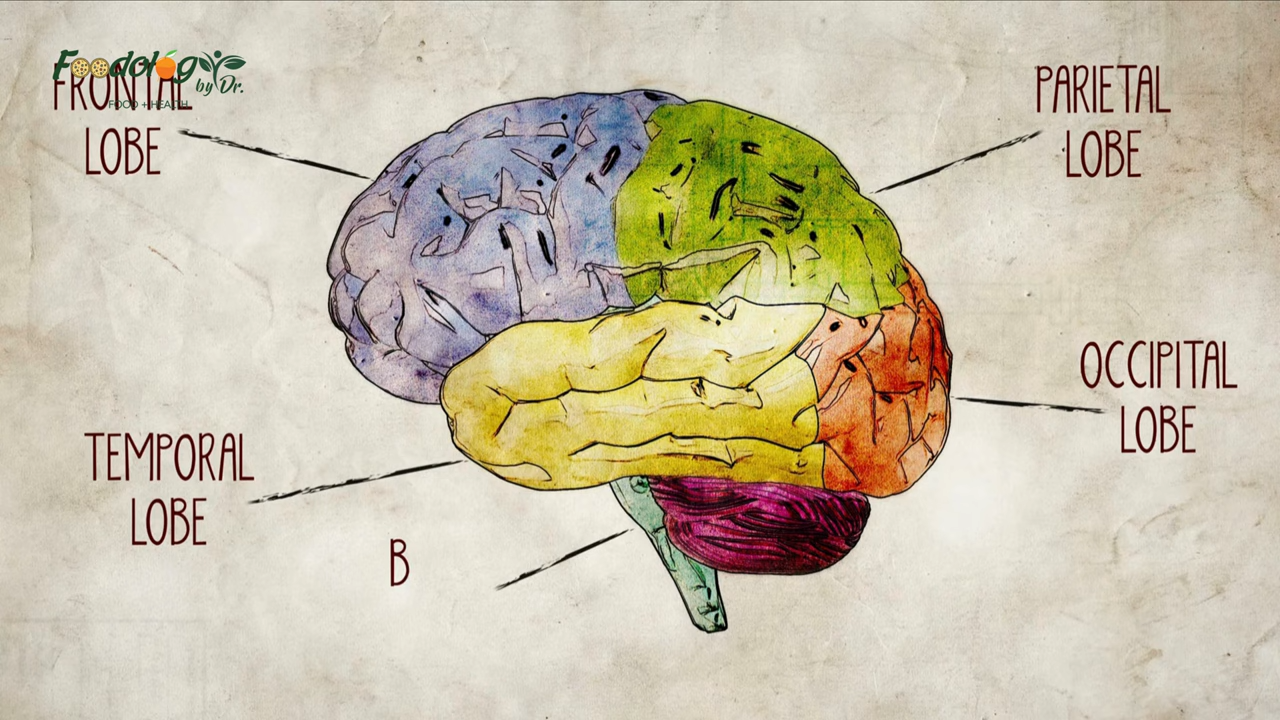 Foodology
by Dr.
FOOD + HEALTH
FRONTAL
LOBE
PARIETAL
LOBE
OCCIPITAL
LOBE
TEMPORAL
LOBE
B